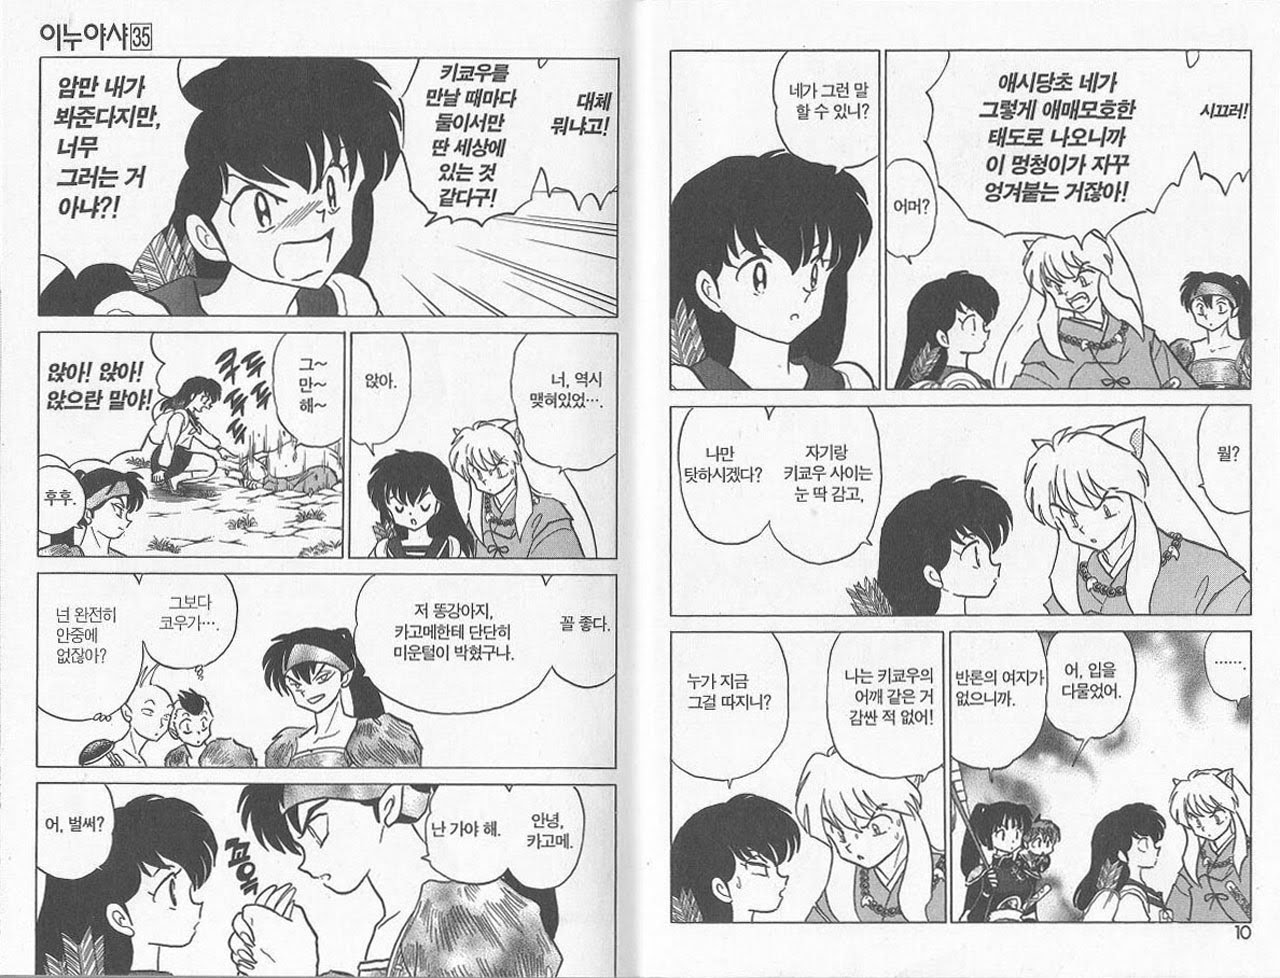 시끄러!
애시당초 네가
그렇게 애매모호한
태도로 나오니까
이 멍청이가 자꾸
엉겨붙는 거잖아!
어머?
네가 그런 말
할 수 있니?
뭘?
자기랑
키쿄우 사이는
눈 딱 감고,
나만
탓하시겠다?
……
어, 입을
다물었어.
반론의 여지가
없으니까.
나는 키쿄우의
어깨 같은 거
감싼 적 없어!
누가 지금
그걸 따지니?
10
이누야샤 35
대체
뭐냐고!
키쿄우를
만날 때마다
둘이서만
딴 세상에
있는 것
같다구!
암만 내가
봐준다지만,
너무
그러는 거
아냐?!
너, 역시
맺혀있었….
앉아.
그~
만~
해~
쿠두두두두
앉아! 앉아!
앉으란 말야!
후후.
꼴 좋다.
저 똥강아지,
카고메한테 단단히
미운털이 박혔구나.
그보다
코우가…
넌 완전히
안중에
없잖아?
안녕,
카고메.
난 가야 해.
꼬옥
어, 벌써?